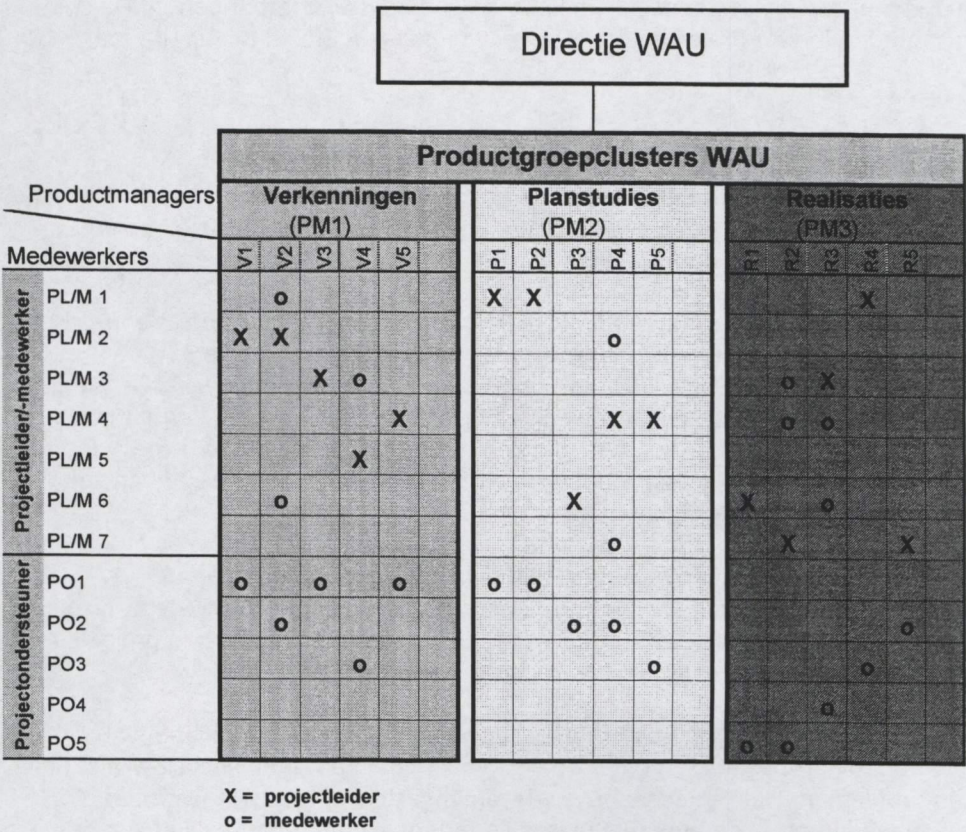 Directie WAU
Productgroepclusters WAU
Productmanagers Verkenningen Planstudies Realisaties
(PM1) (PM2) (PM3)
Medewerkers V1 V2 V3 V4 V5 P1 P2 P3 P4 P5 R1 R2 R3 R4 R5
Projectleider/-medewerker
PL/M 1 o X X X
PL/M 2 X X o
PL/M 3 X o o X
PL/M 4 X X X o o
PL/M 5 X
PL/M 6 o X X o
PL/M 7 o X X
Projectondersteuner
PO1 o o o o o
PO2 o o o o
PO3 o o o
PO4 o
PO5 o o
X = projectleider
o = medewerker